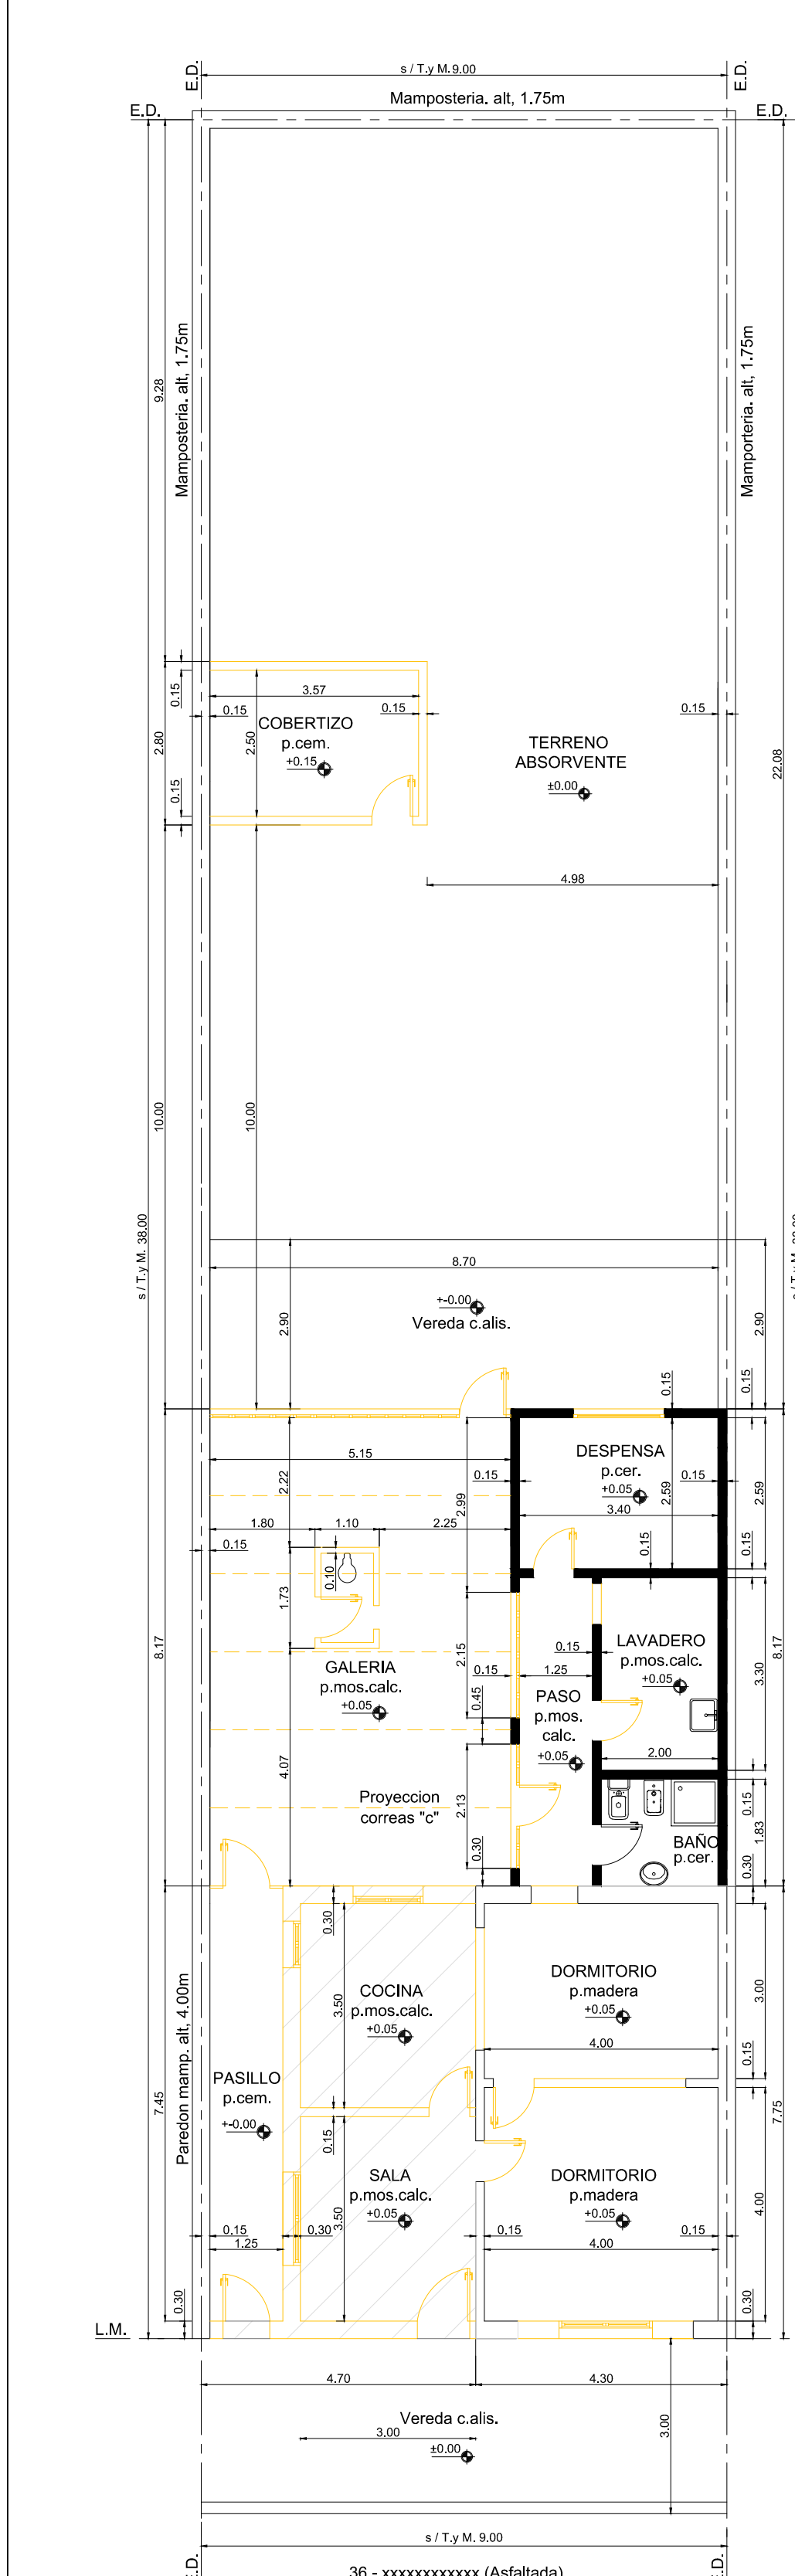 E.D.
s / T.y M. 9.00
E.D.
Mamposteria. alt, 1.75m
E.D.
E.D.
Mamposteria. alt, 1.75m
Mamporteria. alt, 1.75m
9.28
22.08
0.15
3.57
0.15
COBERTIZO
p.cem.
+0.15
0.15
2.50
2.80
0.15
0.15
TERRENO
ABSORVENTE
±0.00
4.98
10.00
10.00
s / T.y M. 38.00
8.70
+-0.00
Vereda c.alis.
2.90
2.90
0.15
0.15
5.15
2.22
2.99
0.15
DESPENSA
p.cer.
+0.05
0.15
2.59
3.40
2.59
1.80
1.10
2.25
0.15
0.10
1.73
0.15
0.15
8.17
8.17
GALERIA
p.mos.calc.
+0.05
2.15
0.15
0.45
0.15
1.25
PASO
p.mos.
calc.
+0.05
LAVADERO
p.mos.calc.
+0.05
3.30
2.00
4.07
Proyeccion
correas "c"
2.13
0.30
BAÑO
p.cer.
0.15
1.83
0.30
0.30
Paredon mamp. alt, 4.00m
7.45
COCINA
p.mos.calc.
+0.05
3.50
DORMITORIO
p.madera
+0.05
4.00
3.00
0.15
PASILLO
p.cem.
+-0.00
0.15
SALA
p.mos.calc.
+0.05
3.50
DORMITORIO
p.madera
+0.05
4.00
7.75
0.15
0.30
1.25
0.15
0.15
4.00
0.30
0.30
L.M.
4.70
4.30
Vereda c.alis.
3.00
±0.00
3.00
s / T.y M. 9.00
36 - xxxxxxxxxxxx (Asfaltada)